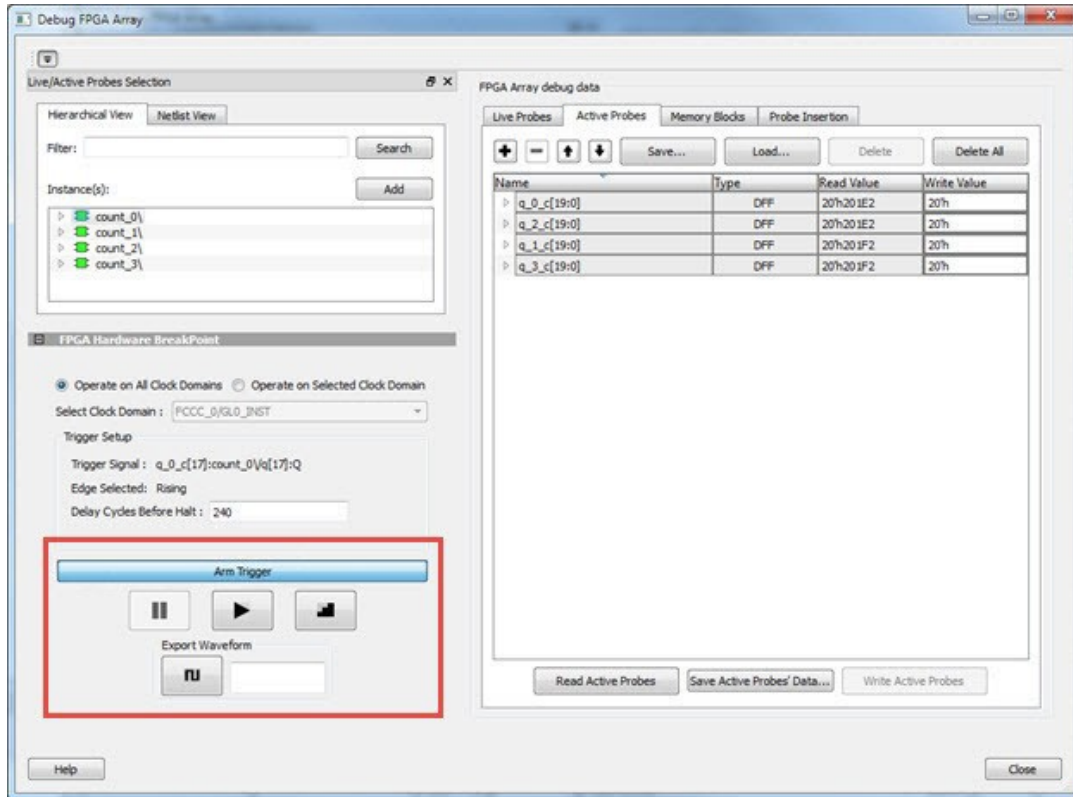 Debug FPGA Array
Live/Active Probes Selection
Hierarchical View Netlist View
Filter: Search
Instance(s): Add
count_0\
count_1\
count_2\
count_3\
FPGA Hardware BreakPoint
Operate on All Clock Domains Operate on Selected Clock Domain
Select Clock Domain : FCCC_0/GL0_INST
Trigger Setup
Trigger Signal : q_0_c[17]:count_0\/q[17]:Q
Edge Selected: Rising
Delay Cycles Before Halt : 240
Arm Trigger
Export Waveform
Help
FPGA Array debug data
Live Probes Active Probes Memory Blocks Probe Insertion
Save... Load... Delete Delete All
Name Type Read Value Write Value
q_0_c[19:0] DFF 20'h201E2 20'h
q_2_c[19:0] DFF 20'h201E2 20'h
q_1_c[19:0] DFF 20'h201F2 20'h
q_3_c[19:0] DFF 20'h201F2 20'h
Read Active Probes Save Active Probes' Data... Write Active Probes
Close